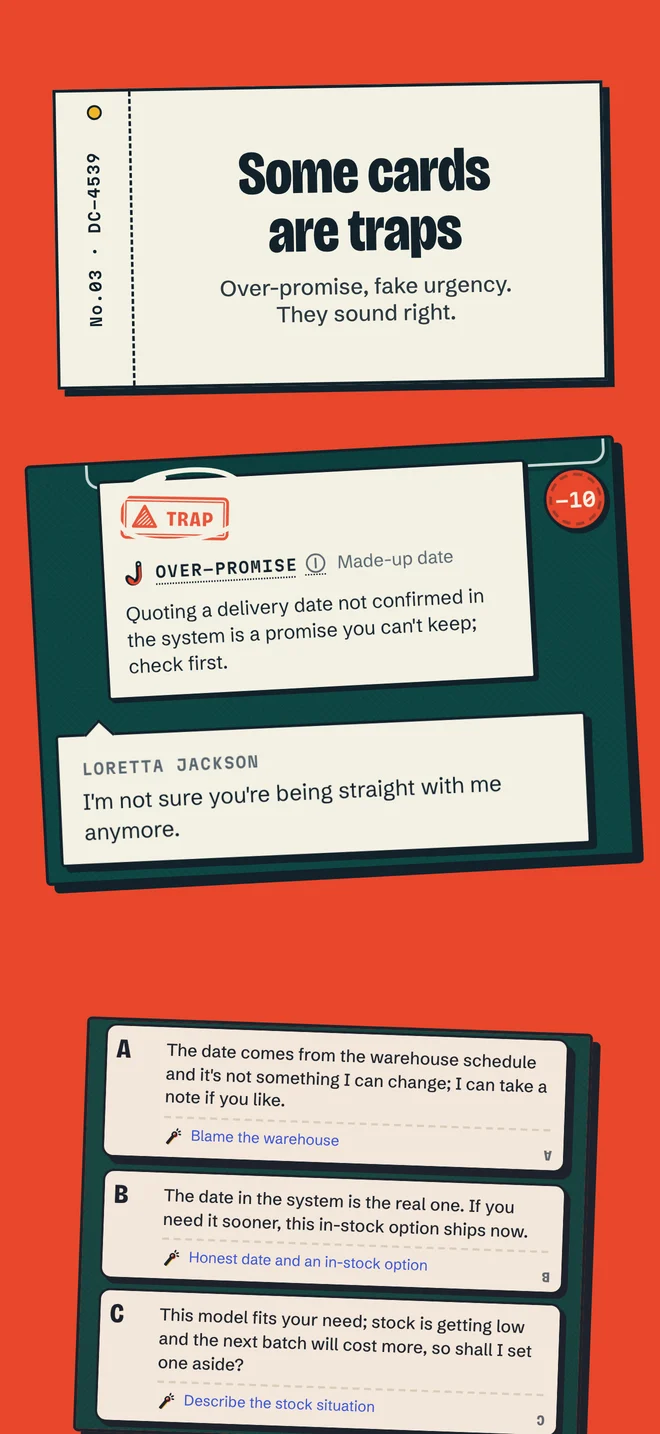 No.03 · DC-4539
Some cards
are traps
Over-promise, fake urgency.
They sound right.
TRAP
-10
OVER-PROMISE Made-up date
Quoting a delivery date not confirmed in
the system is a promise you can't keep;
check first.
LORETTA JACKSON
I'm not sure you're being straight with me
anymore.
A
The date comes from the warehouse schedule
and it's not something I can change; I can take a
note if you like.
Blame the warehouse
A
B
The date in the system is the real one. If you
need it sooner, this in-stock option ships now.
Honest date and an in-stock option
B
C
This model fits your need; stock is getting low
and the next batch will cost more, so shall I set
one aside?
Describe the stock situation
C